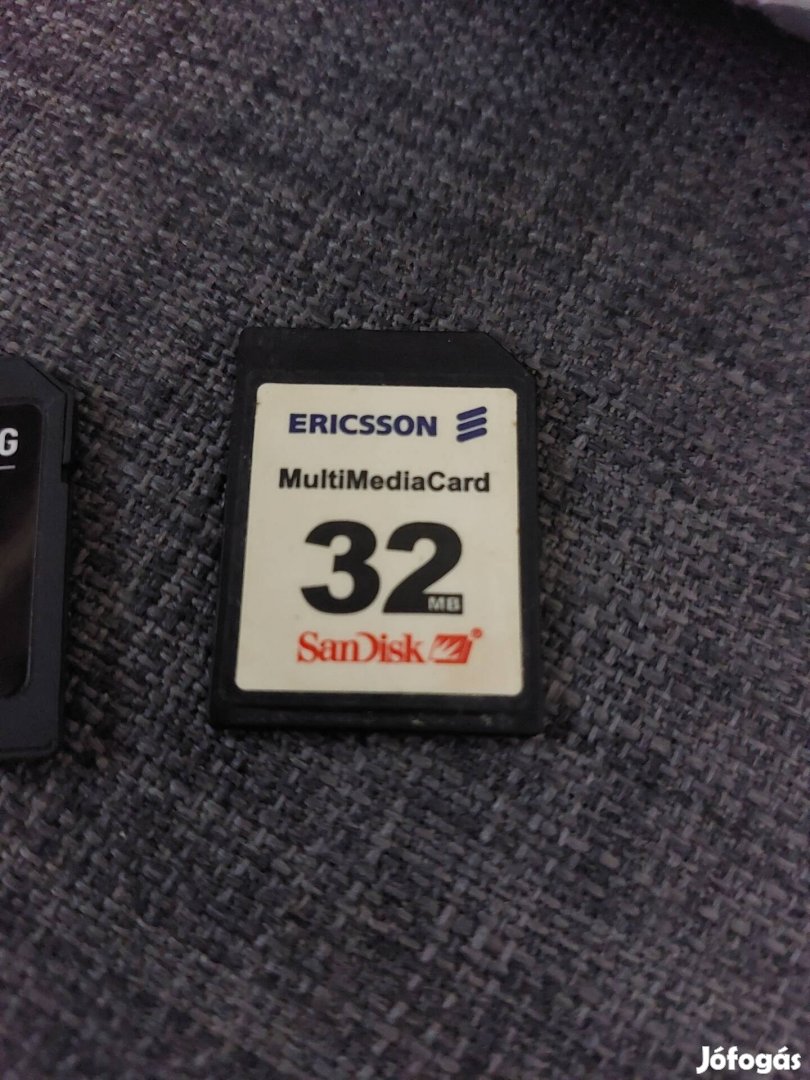 G
ERICSSON
MultiMediaCard
32 MB
SanDisk®
Jófogás